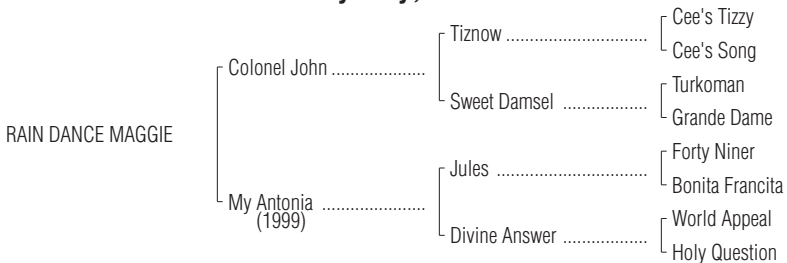 Cee's Tizzy
Tiznow ................................
Cee's Song
Colonel John .....................
Turkoman
Sweet Damsel ...................
Grande Dame
RAIN DANCE MAGGIE
Forty Niner
Jules ..................................
Bonita Francita
My Antonia .......................
(1999)
World Appeal
Divine Answer ...................
Holy Question